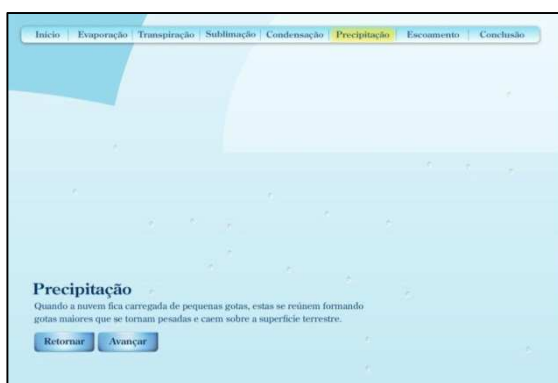 Início Evaporação Transpiração Sublimação Condensação Precipitação Escoamento Conclusão
Precipitação
Quando a nuvem fica carregada de pequenas gotas, estas se reúnem formando
gotas maiores que se tornam pesadas e caem sobre a superfície terrestre.
Retornar Avançar